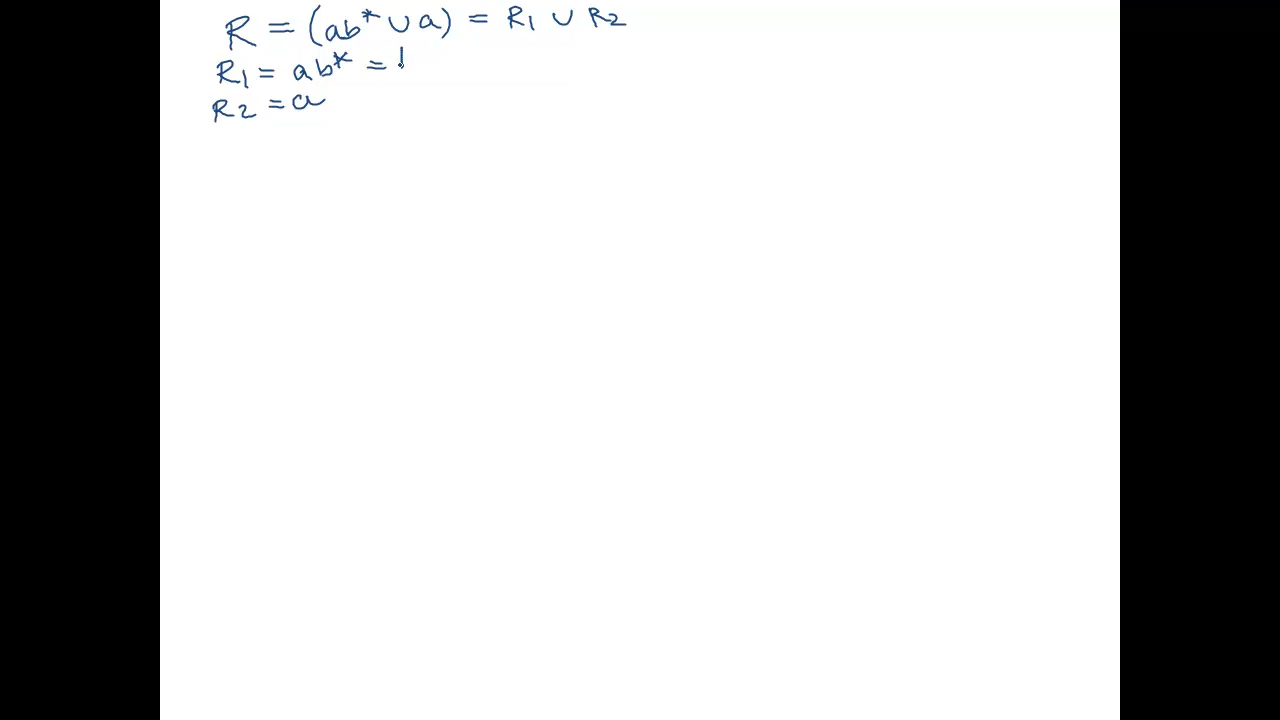 R = (ab* ∪ a) = R1 ∪ R2
R1 = ab* =
R2 = a